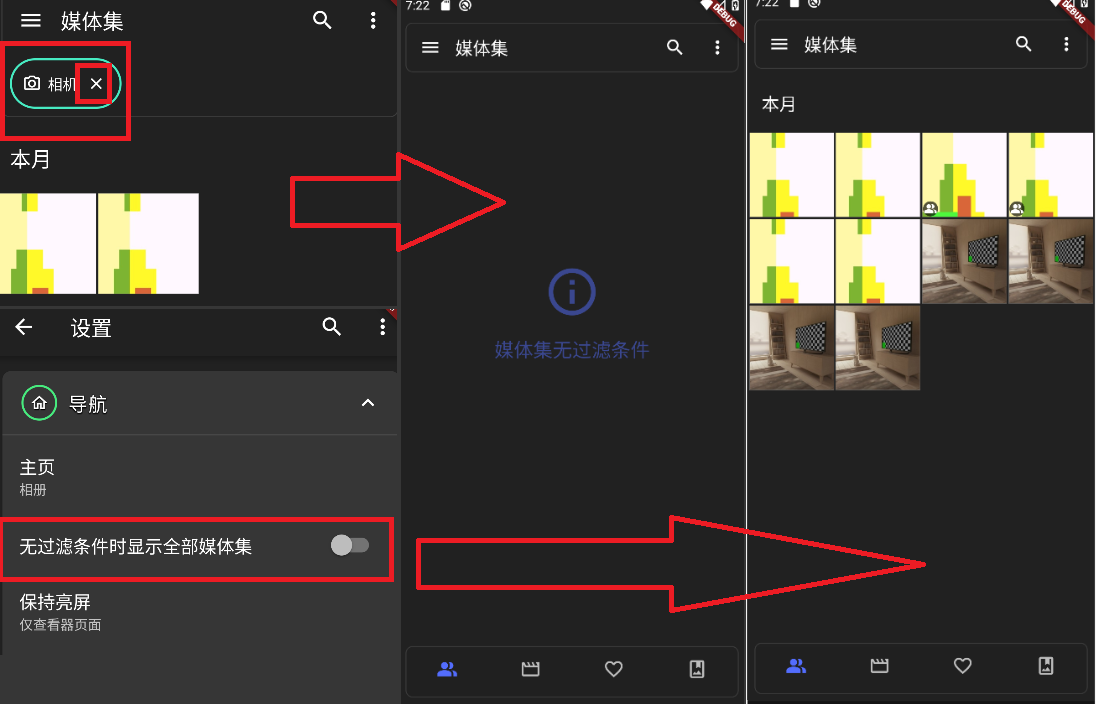 媒体集
相机
本月
设置
导航
主页
相册
无过滤条件时显示全部媒体集
保持亮屏
仅查看器页面
7:22
DEBUG
媒体集
媒体集无过滤条件
7:22
DEBUG
媒体集
本月